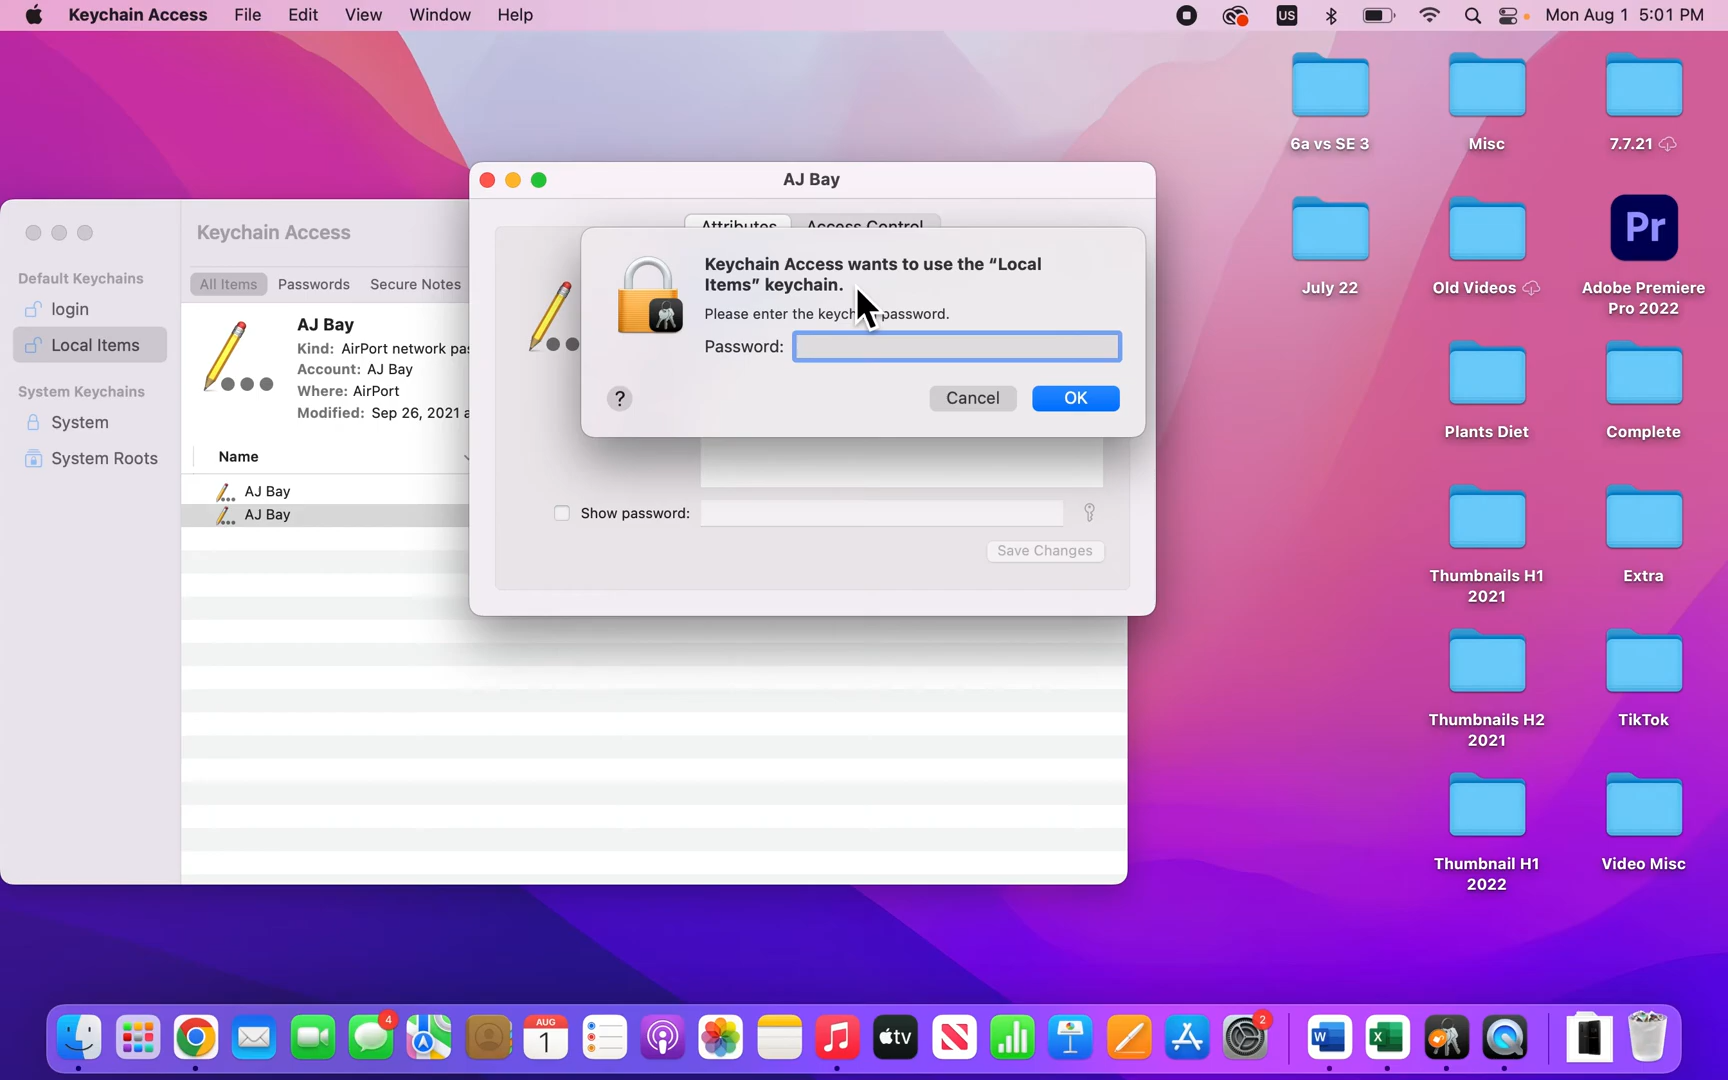 Keychain Access File Edit View Window Help US Mon Aug 1 5:01 PM
6a vs SE 3
Misc
7.7.21
July 22
Old Videos
Pr
Adobe Premiere
Pro 2022
Plants Diet
Complete
Thumbnails H1
2021
Extra
Thumbnails H2
2021
TikTok
Thumbnail H1
2022
Video Misc
Default Keychains
login
Local Items
System Keychains
System
System Roots
Keychain Access
All Items Passwords Secure Notes
AJ Bay
Kind: AirPort network pa
Account: AJ Bay
Where: AirPort
Modified: Sep 26, 2021
Name
AJ Bay
AJ Bay
AJ Bay
Attributes Access Control
Keychain Access wants to use the “Local
Items” keychain.
Please enter the password.
Password:
? Cancel OK
Show password:
Save Changes
4
AUG
1
tv
2
W
X